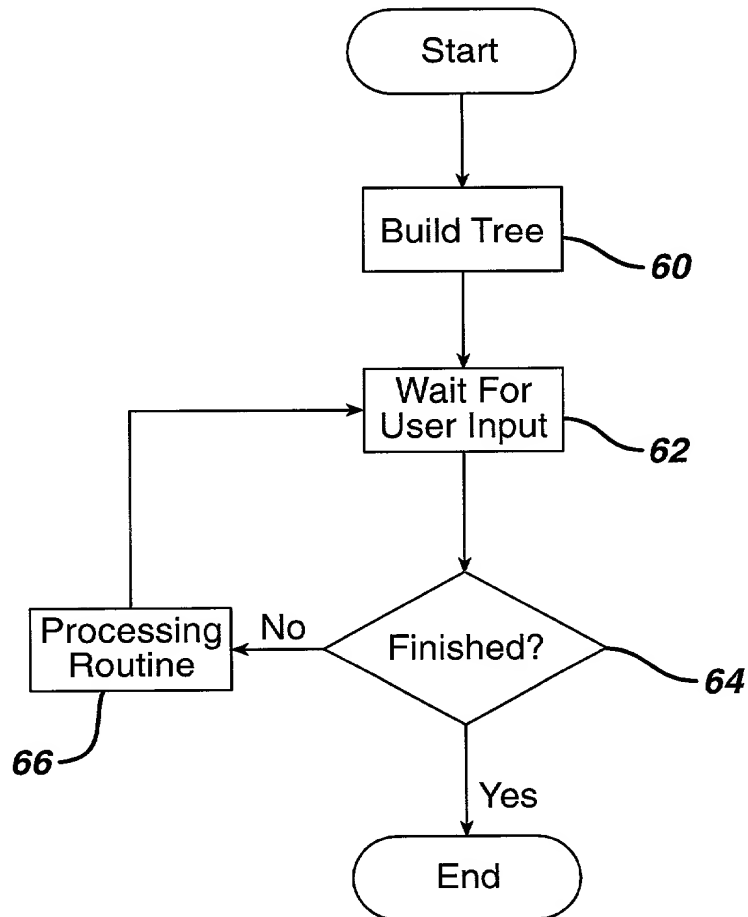 Start
Build Tree
60
Wait For
User Input
62
Finished?
64
No
Processing
Routine
66
Yes
End